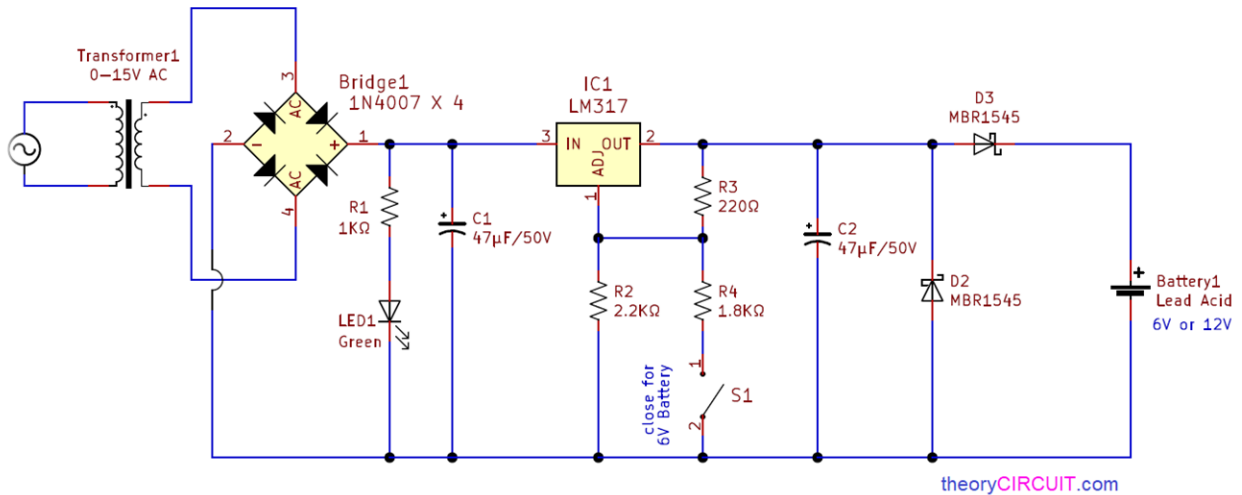 Transformer1
0–15V AC
3
AC
Bridge1
1N4007 X 4
2
-
+
1
AC
4
R1
1KΩ
LED1
Green
+
C1
47µF/50V
IC1
LM317
3
IN
OUT
2
ADJ
1
R3
220Ω
R2
2.2KΩ
R4
1.8KΩ
close for
6V Battery
1
S1
2
+
C2
47µF/50V
D3
MBR1545
D2
MBR1545
+
Battery1
Lead Acid
6V or 12V
theoryCIRCUIT.com